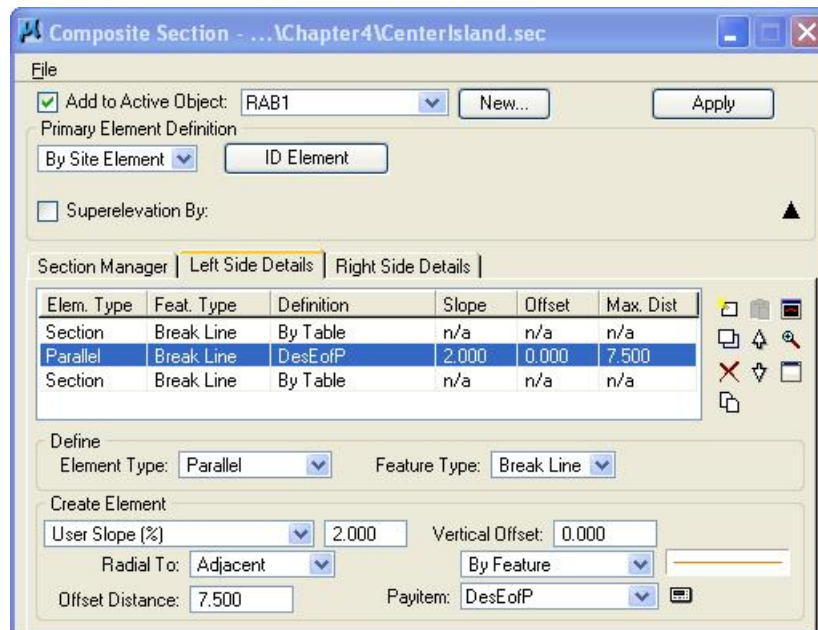 Composite Section - ...\Chapter4\CenterIsland.sec
File
Add to Active Object: RAB1 New... Apply
Primary Element Definition
By Site Element ID Element
Superelevation By:
Section Manager Left Side Details Right Side Details
Elem. Type Feat. Type Definition Slope Offset Max. Dist
Section Break Line By Table n/a n/a n/a
Parallel Break Line DesEofP 2.000 0.000 7.500
Section Break Line By Table n/a n/a n/a
Define
Element Type: Parallel Feature Type: Break Line
Create Element
User Slope (%) 2.000 Vertical Offset: 0.000
Radial To: Adjacent By Feature
Offset Distance: 7.500 Payitem: DesEofP